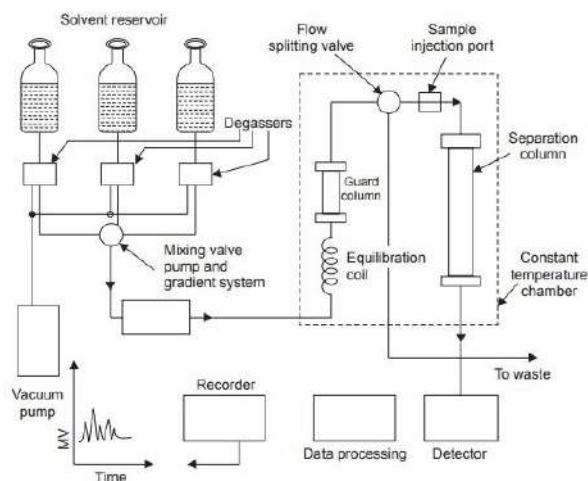 Solvent reservoir
Flow
splitting valve
Sample
injection port
Degassers
Separation
column
Guard
column
Mixing valve
pump and
gradient system
Equilibration
coil
Constant
temperature
chamber
To waste
Vacuum
pump
Recorder
MV
Time
Data processing
Detector